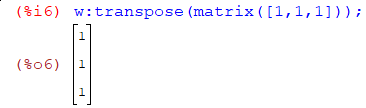 (%i6) w:transpose(matrix([1,1,1]));
1
(%o6) 1
1